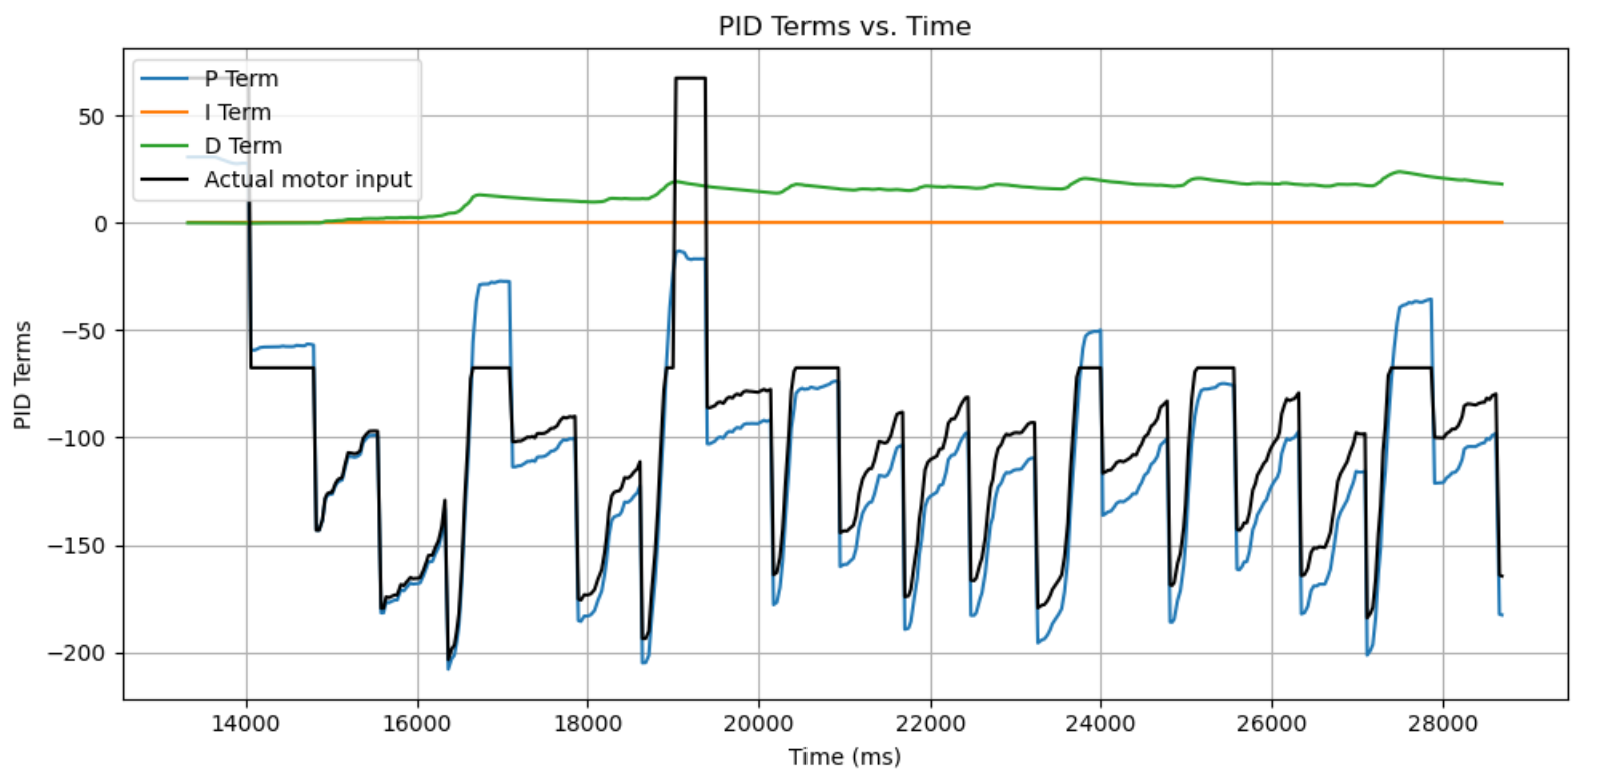 PID Terms vs. Time
P Term
I Term
D Term
Actual motor input
PID Terms
50
0
−50
−100
−150
−200
14000 16000 18000 20000 22000 24000 26000 28000
Time (ms)